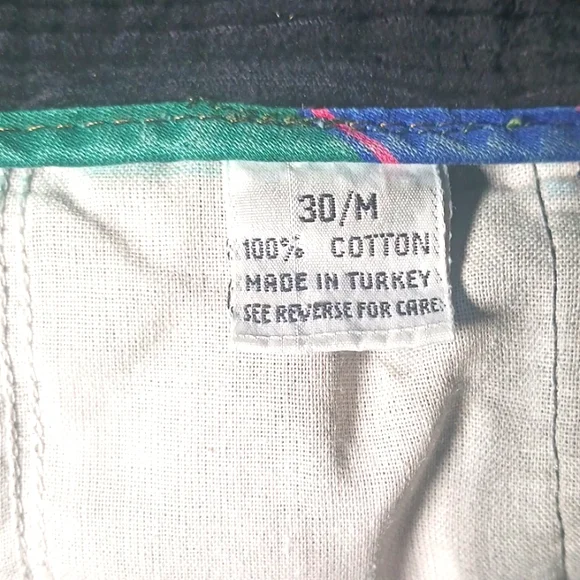 30/M
100% COTTON
MADE IN TURKEY
SEE REVERSE FOR CARE